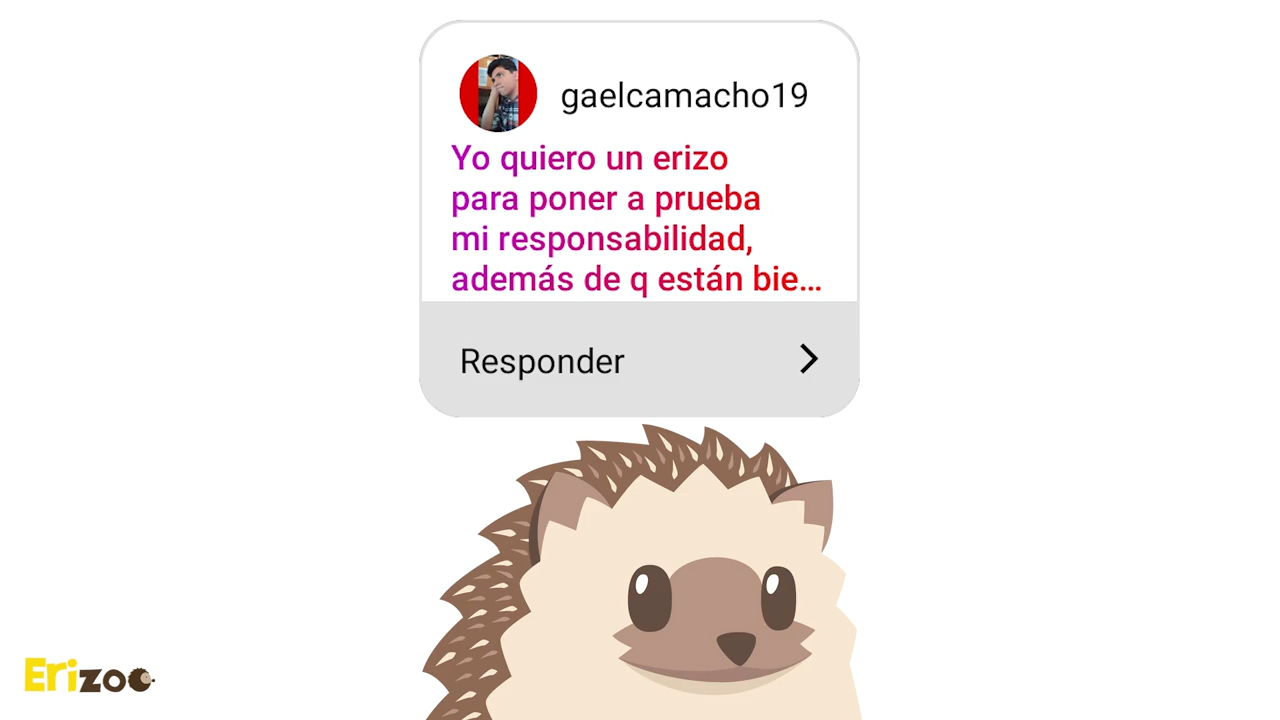 gaelcamacho19
Yo quiero un erizo
para poner a prueba
mi responsabilidad,
además de q están bie...
Responder
Erizoo